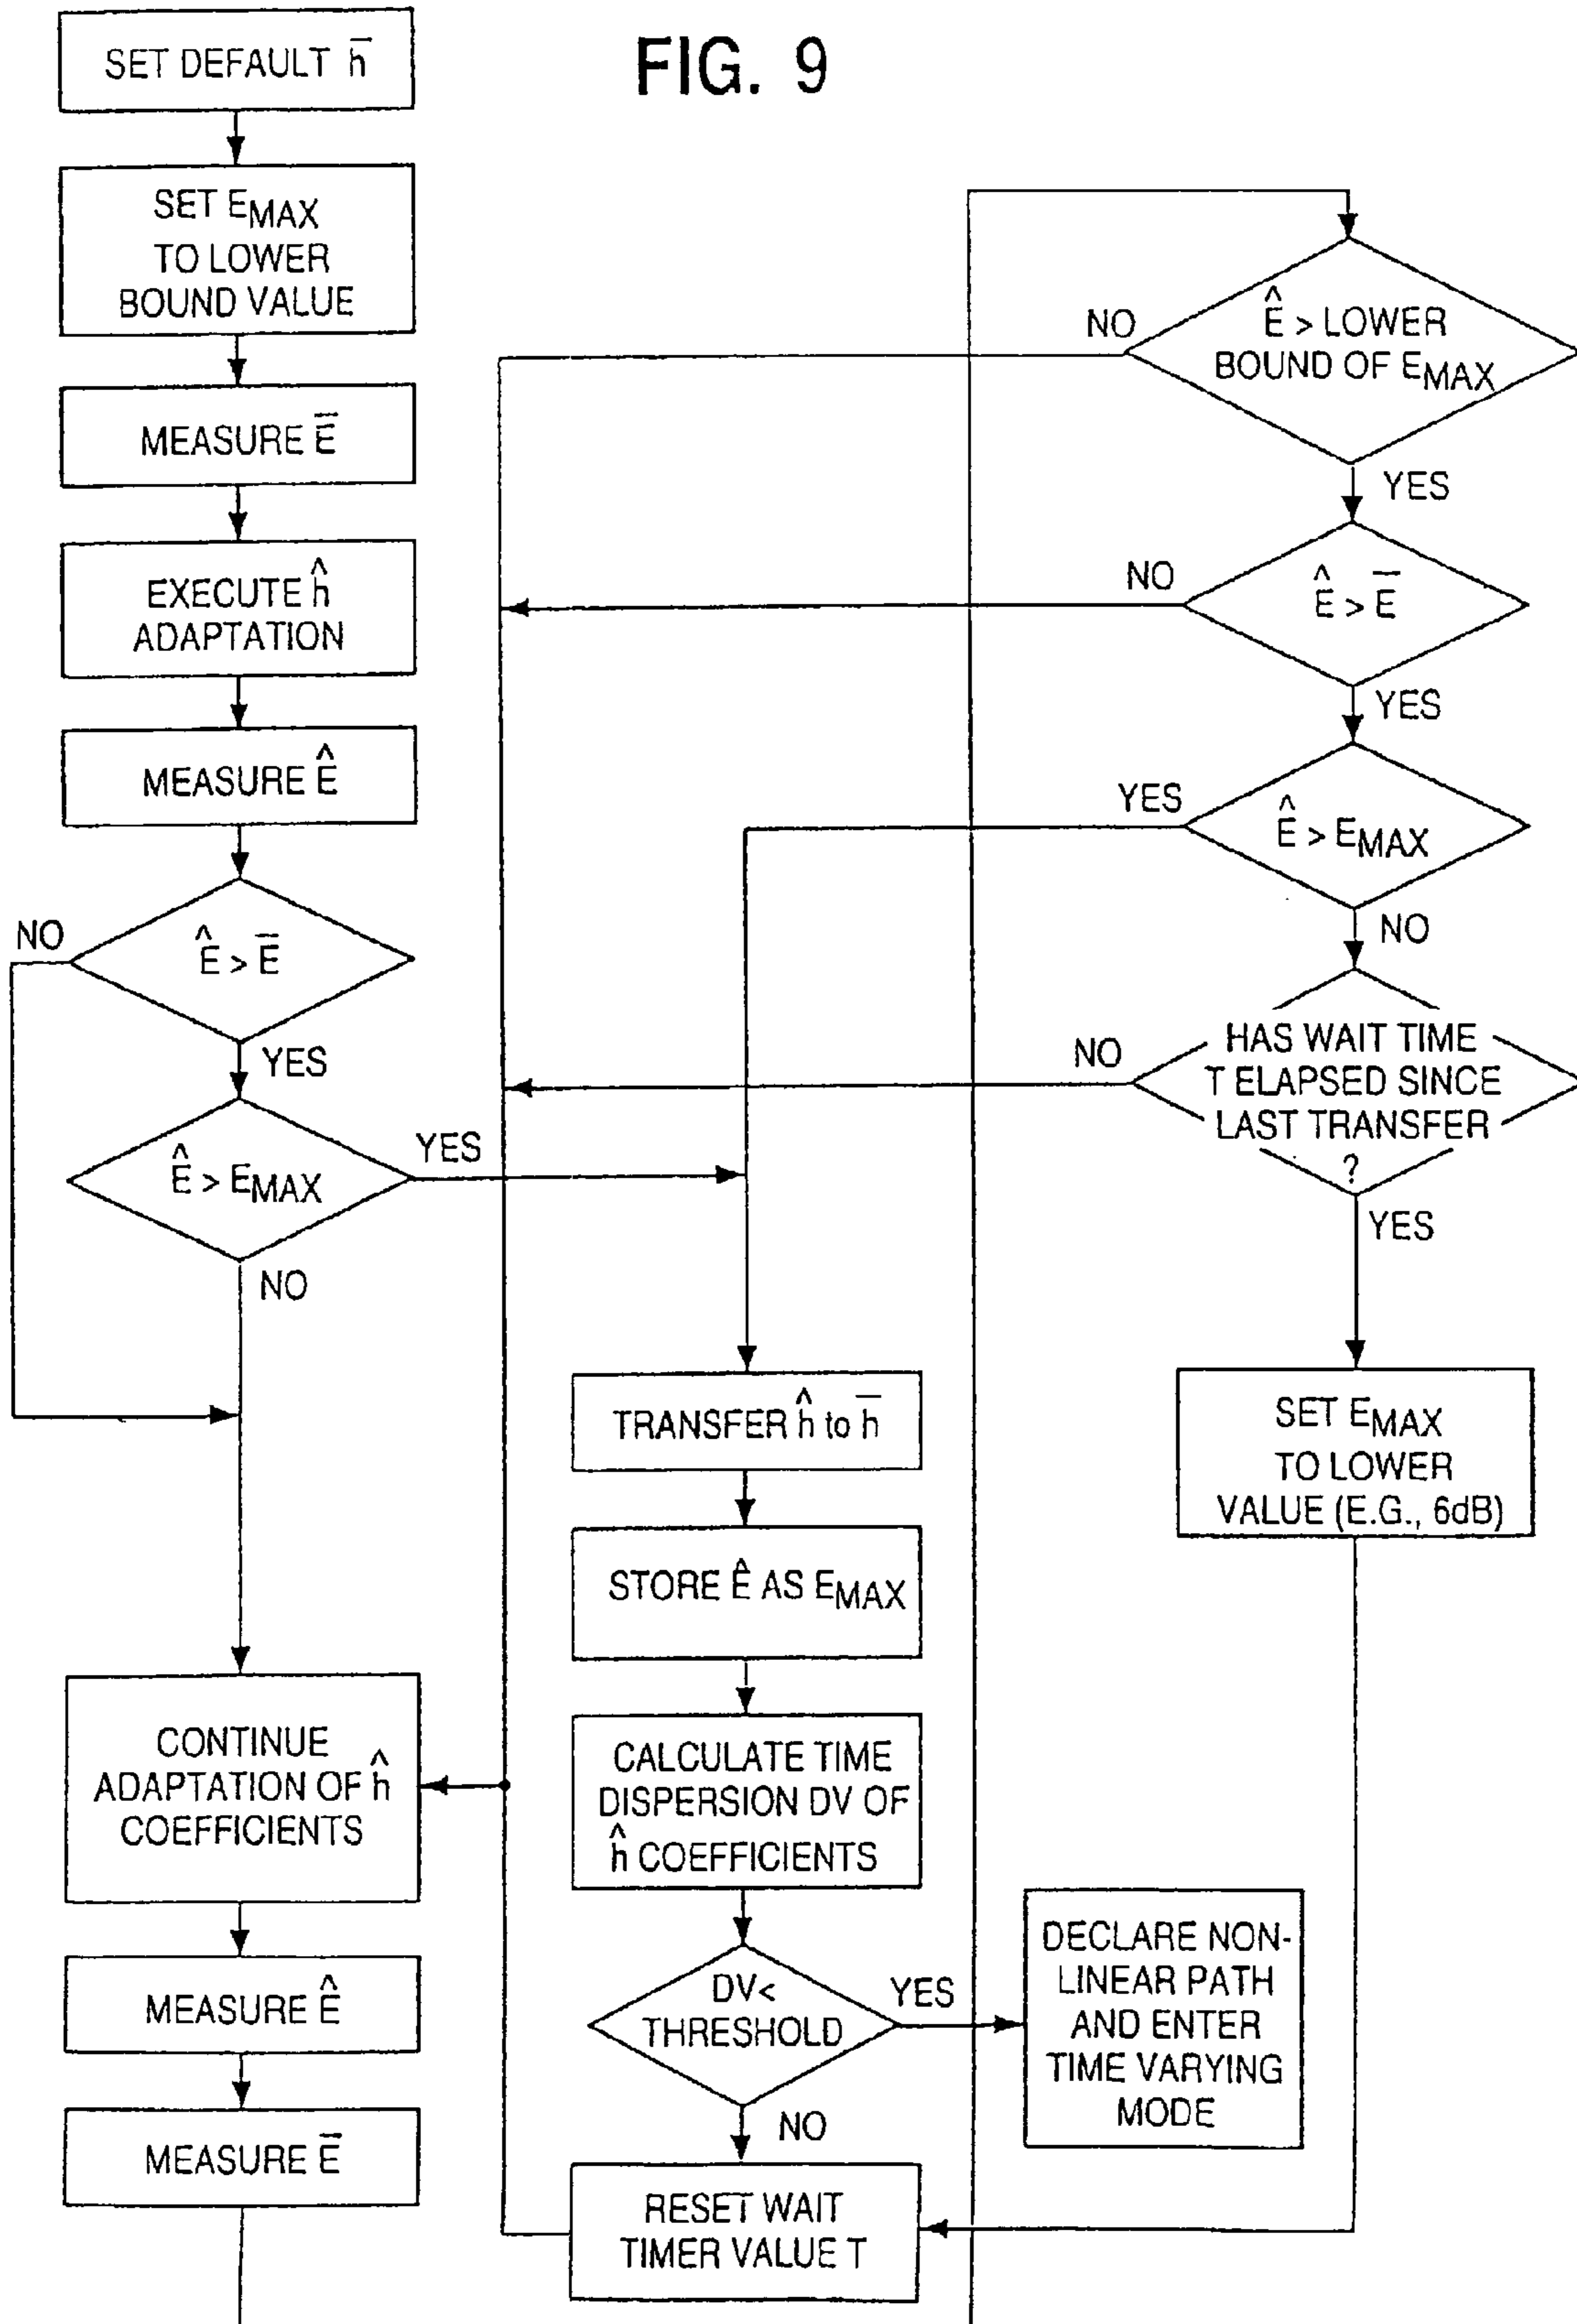 FIG. 9
SET DEFAULT h̄
SET EMAX
TO LOWER
BOUND VALUE
MEASURE Ē
EXECUTE ĥ
ADAPTATION
MEASURE Ê
Ê > Ē
NO
YES
Ê > EMAX
YES
NO
CONTINUE
ADAPTATION OF ĥ
COEFFICIENTS
MEASURE Ê
MEASURE Ē
TRANSFER ĥ to h̄
STORE Ê AS EMAX
CALCULATE TIME
DISPERSION DV OF
ĥ COEFFICIENTS
DV<
THRESHOLD
YES
NO
RESET WAIT
TIMER VALUE T
DECLARE NON-
LINEAR PATH
AND ENTER
TIME VARYING
MODE
Ê > LOWER
BOUND OF EMAX
NO
YES
Ê > Ē
NO
YES
Ê > EMAX
YES
NO
HAS WAIT TIME
T ELAPSED SINCE
LAST TRANSFER
?
NO
YES
SET EMAX
TO LOWER
VALUE (E.G., 6dB)